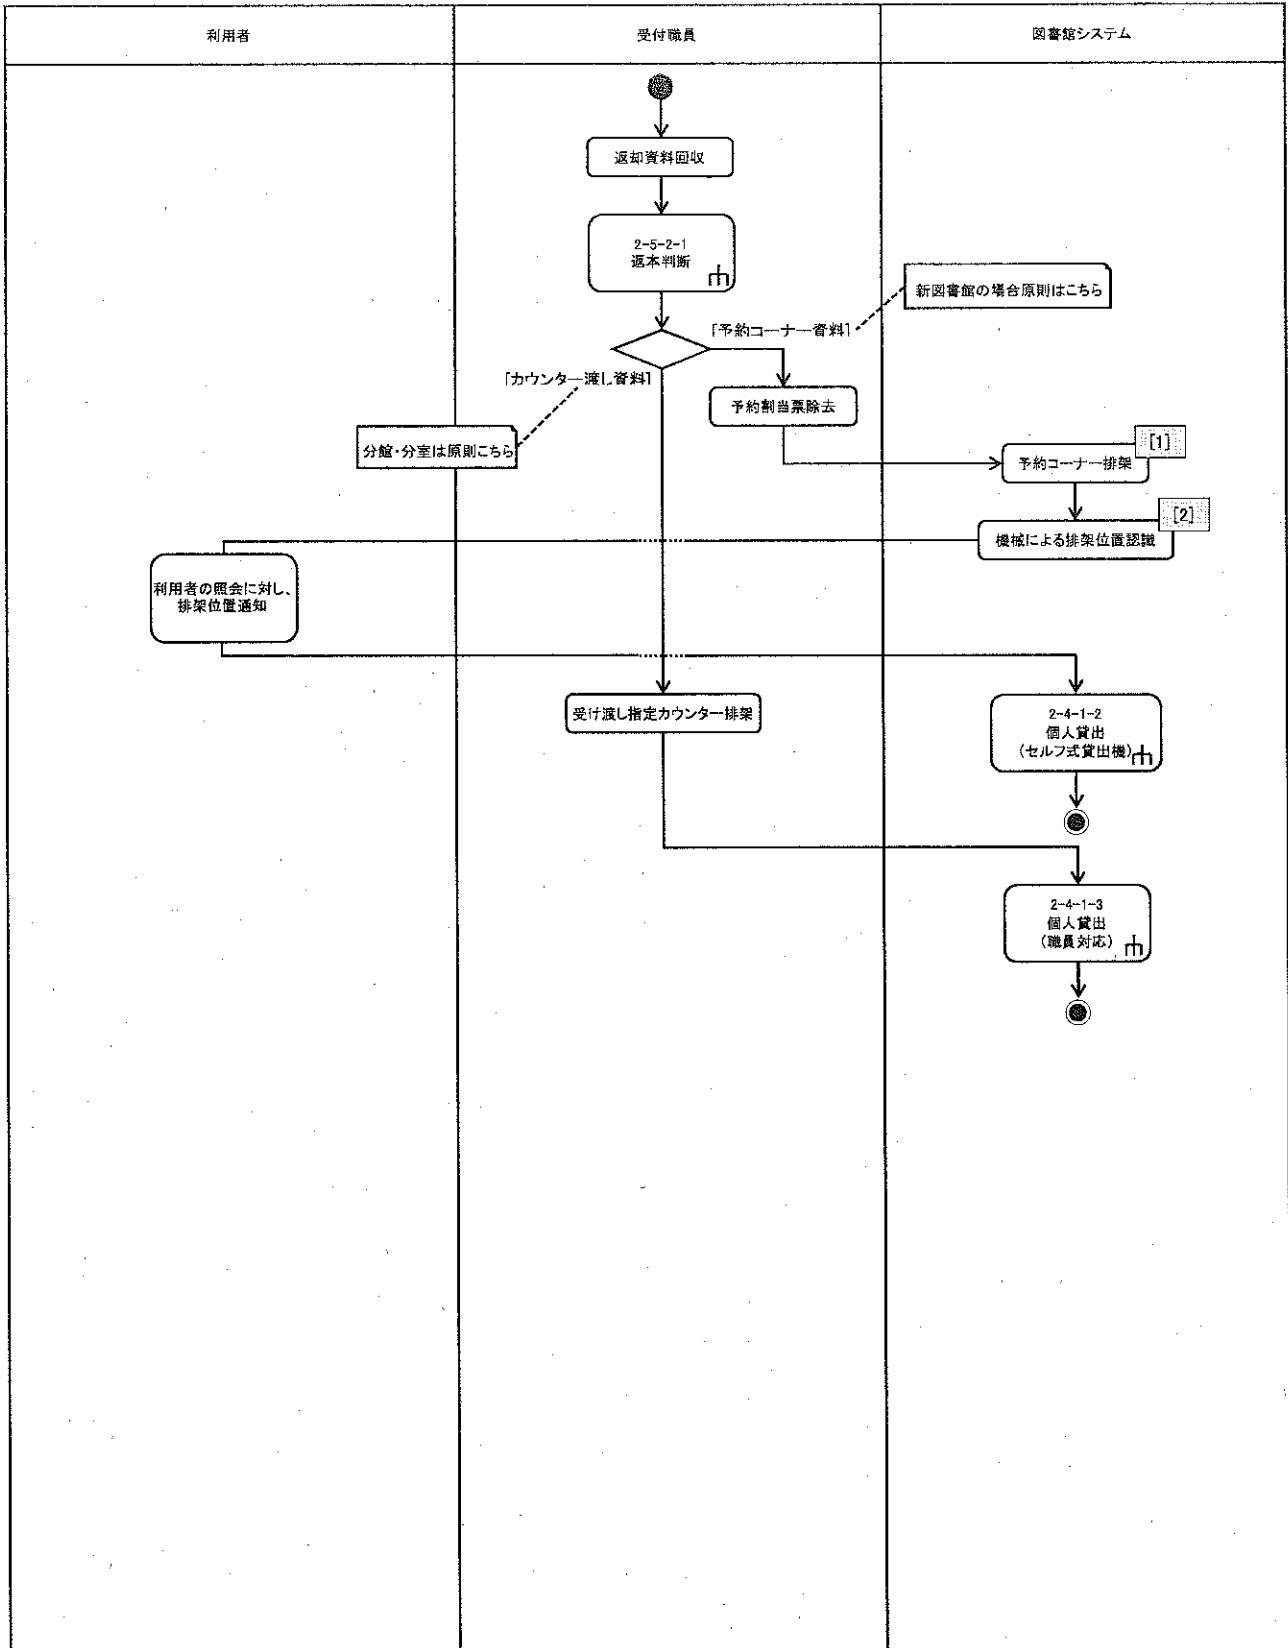 利用者
受付職員
図書館システム
返却資料回収
2-5-2-1
返本判断
新図書館の場合原則はこちら
「予約コーナー資料]
「カウンター渡し資料]
予約割当票除去
分館・分室は原則こちら
[1]
予約コーナー排架
[2]
機械による排架位置認識
利用者の照会に対し、
排架位置通知
受け渡し指定カウンター排架
2-4-1-2
個人貸出
(セルフ式貸出機)
2-4-1-3
個人貸出
(職員対応)